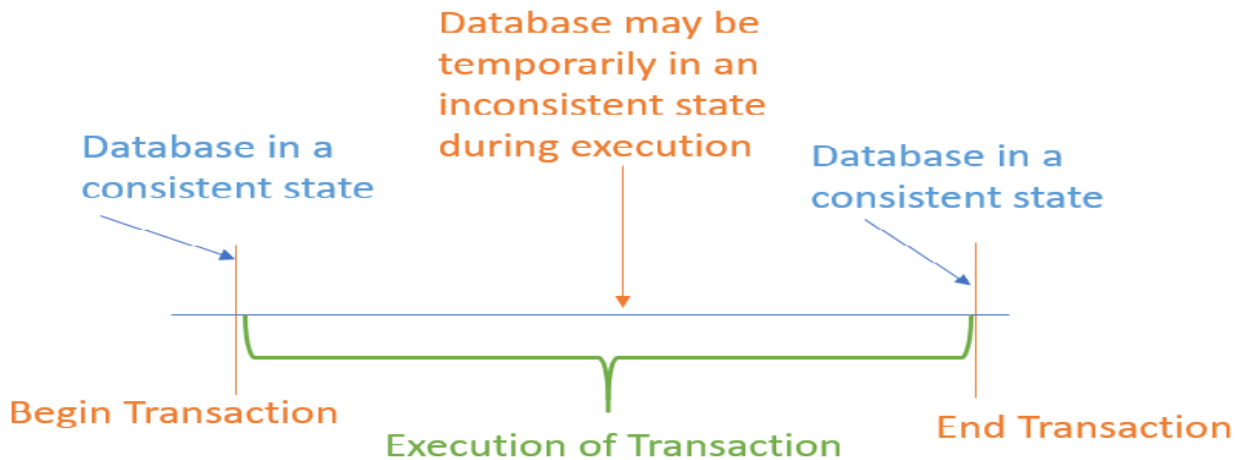 Database may be
temporarily in an
inconsistent state
during execution
Database in a
consistent state
Database in a
consistent state
Begin Transaction
Execution of Transaction
End Transaction